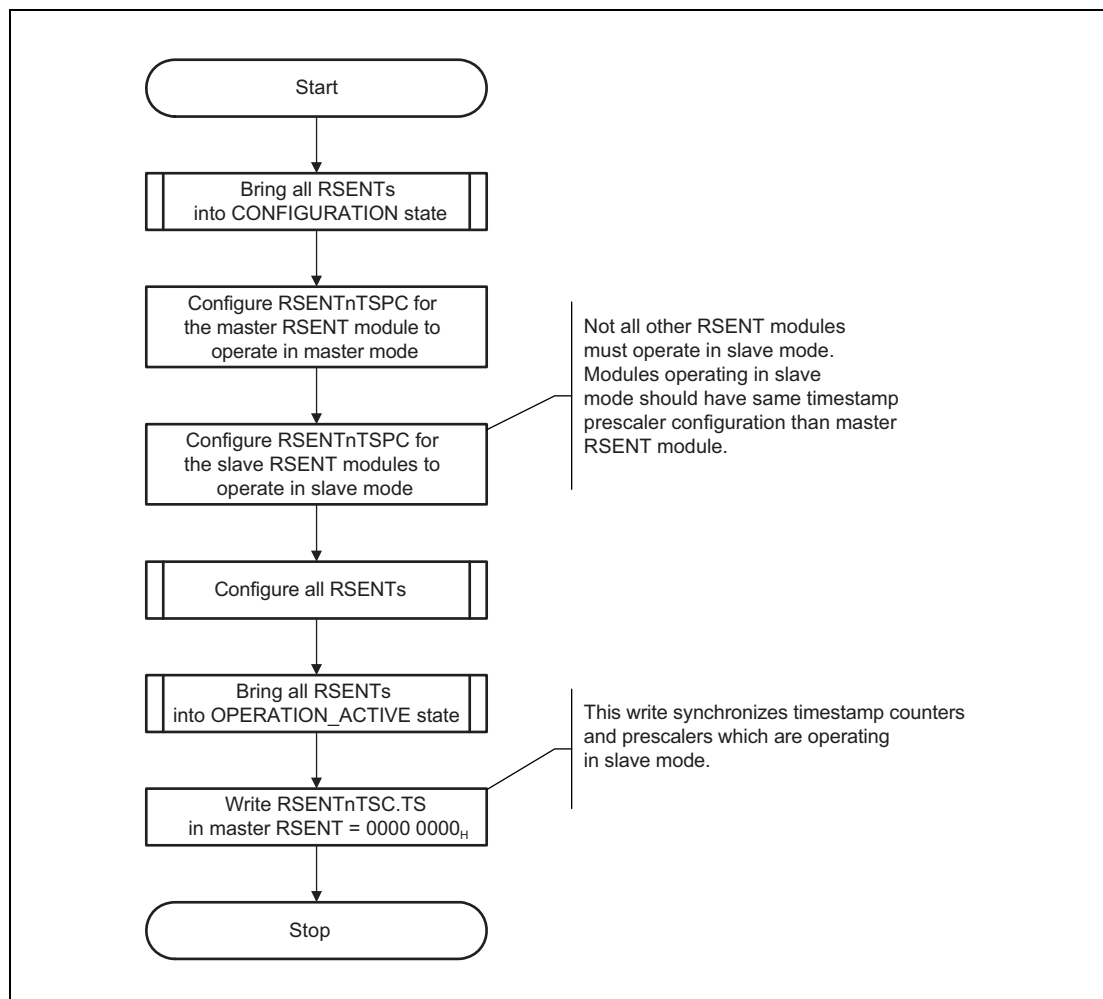 Start
Bring all RSENTs
into CONFIGURATION state
Configure RSENTnTSPC for
the master RSENT module to
operate in master mode
Not all other RSENT modules
must operate in slave mode.
Modules operating in slave
mode should have same timestamp
prescaler configuration than master
RSENT module.
Configure RSENTnTSPC for
the slave RSENT modules to
operate in slave mode
Configure all RSENTs
Bring all RSENTs
into OPERATION_ACTIVE state
This write synchronizes timestamp counters
and prescalers which are operating
in slave mode.
Write RSENTnTSC.TS
in master RSENT = 0000 0000H
Stop